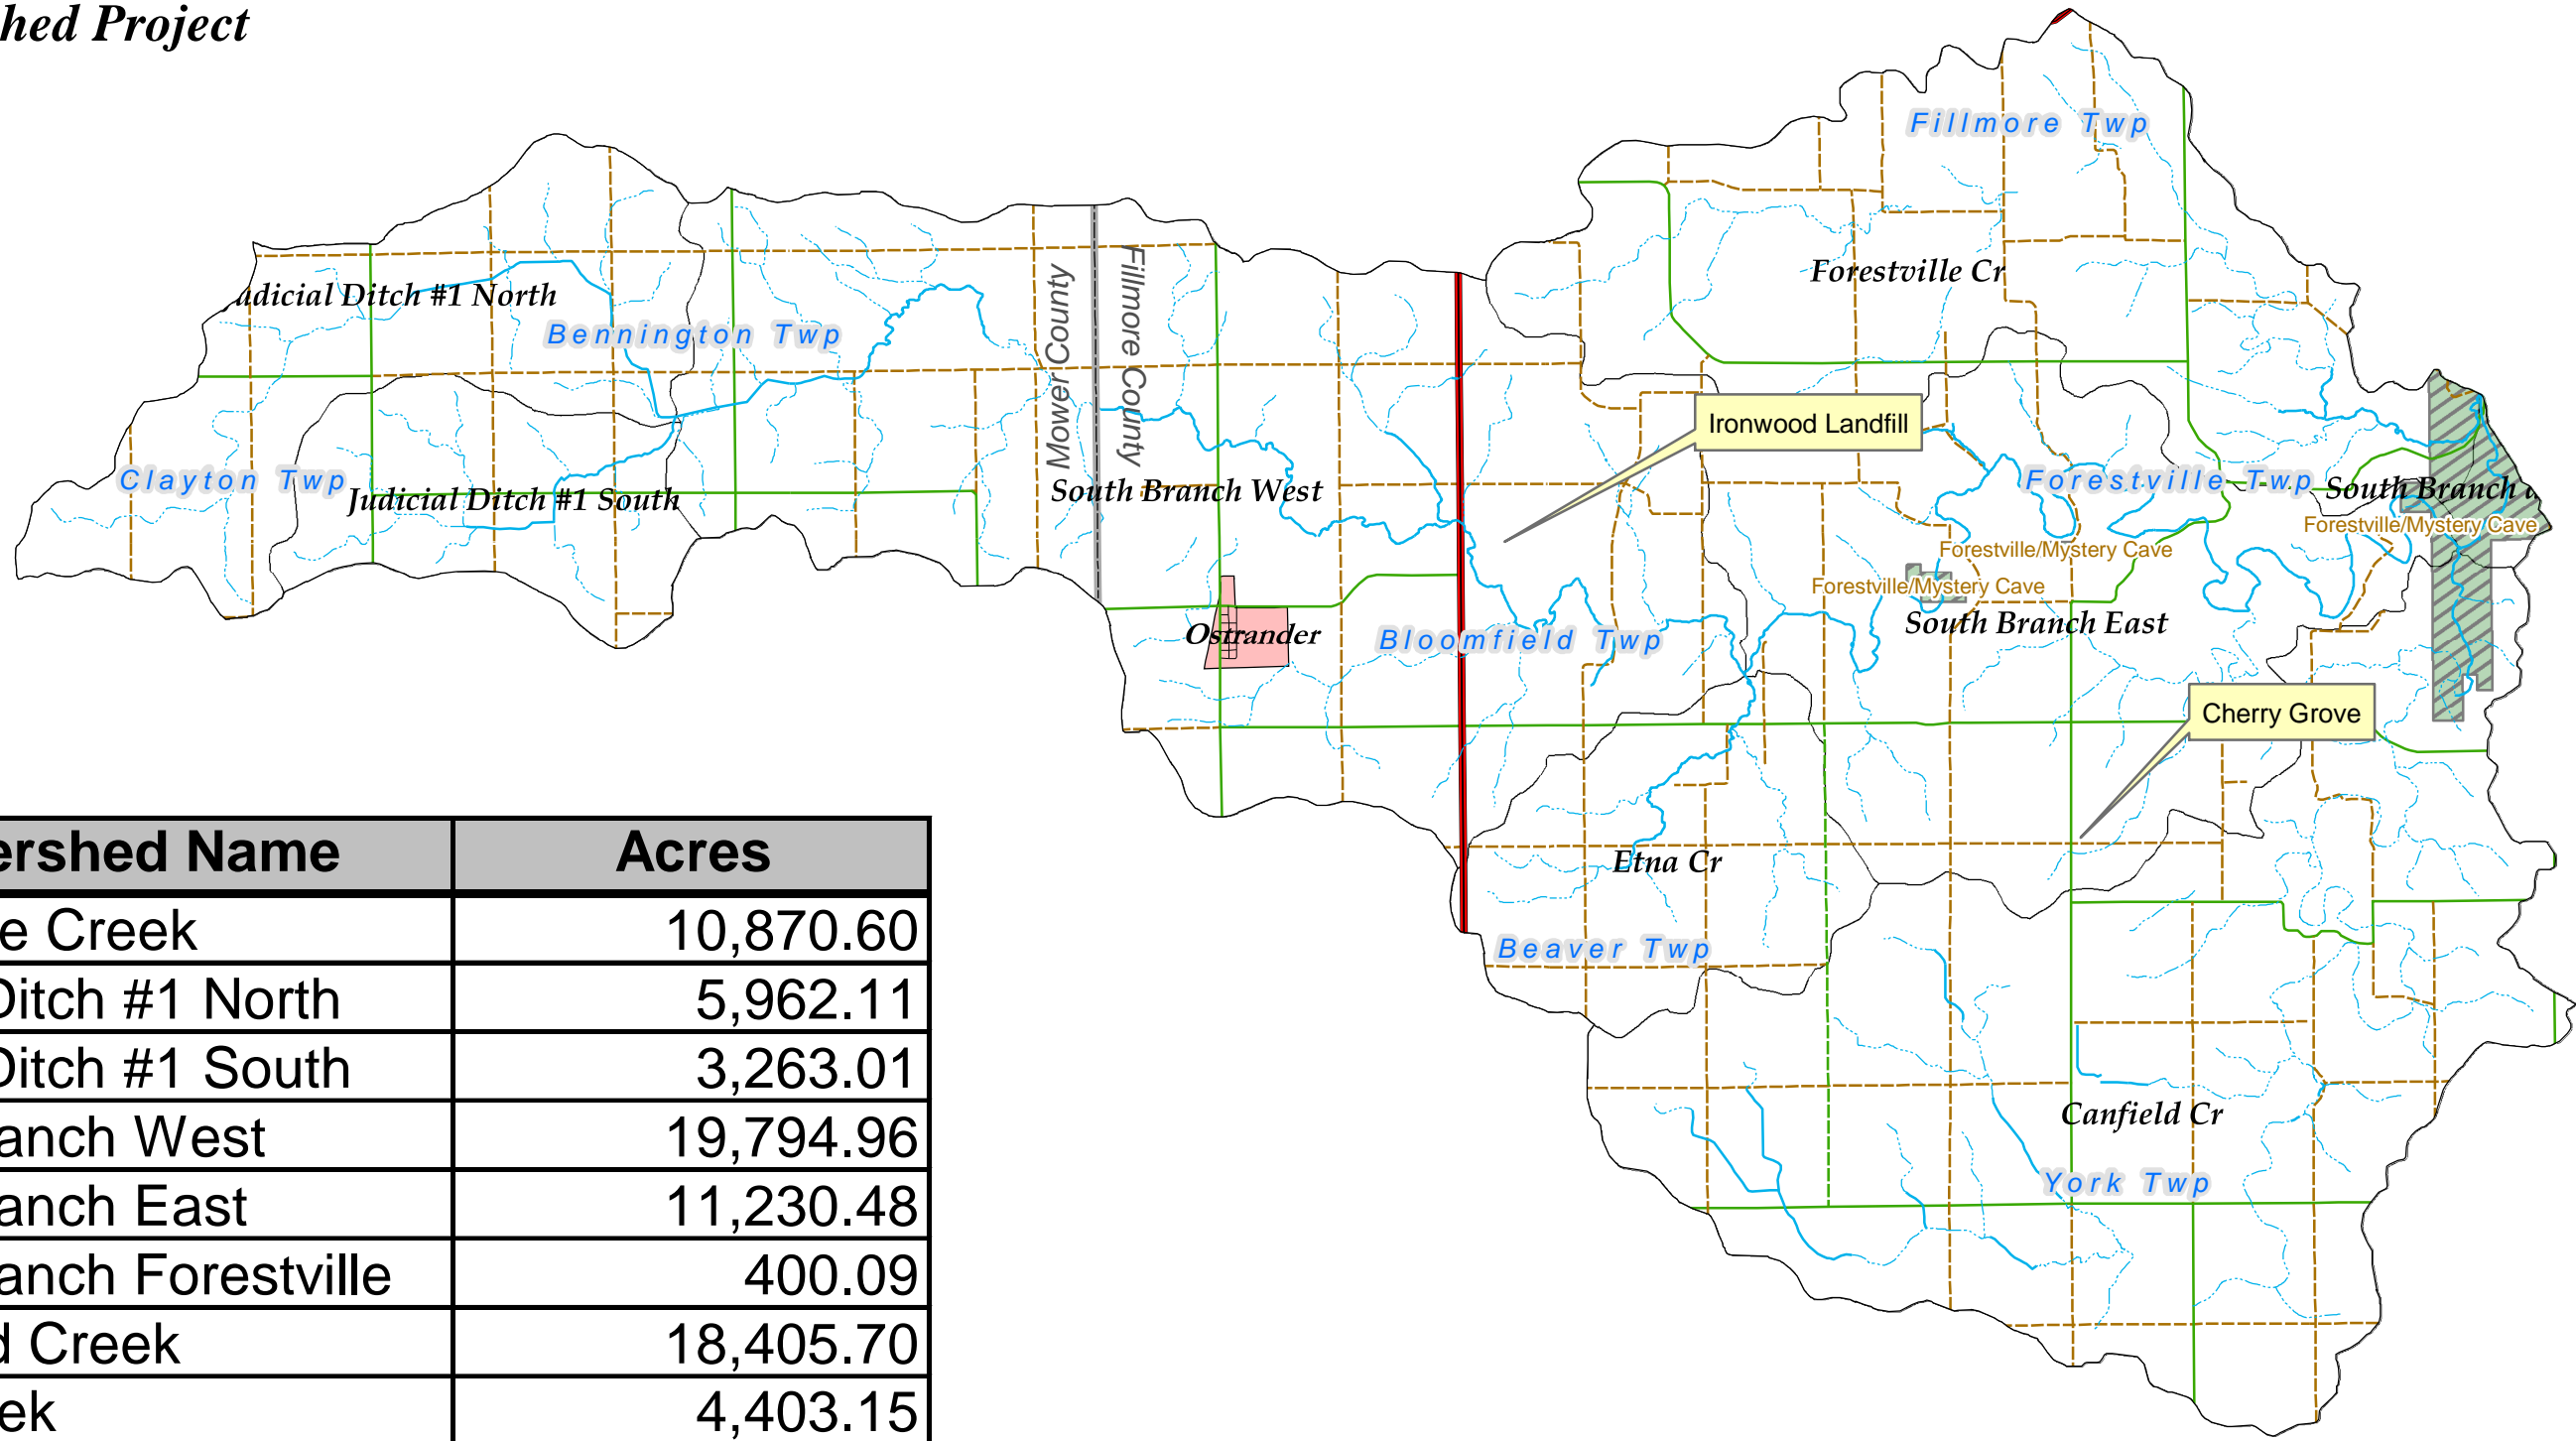 hed Project
Fillmore Twp
Forestville Cr
Mower County
Fillmore County
adicial Ditch #1 North
Bennington Twp
Ironwood Landfill
Clayton Twp
Judicial Ditch #1 South
South Branch West
Forestville Twp
South Branch
Forestville/Mystery Cave
Forestville/Mystery Cave
Forestville/Mystery Cave
South Branch East
Ostrander
Bloomfield Twp
Cherry Grove
Etna Cr
Beaver Twp
Canfield Cr
York Twp
ershed Name Acres
e Creek 10,870.60
Ditch #1 North 5,962.11
Ditch #1 South 3,263.01
anch West 19,794.96
anch East 11,230.48
anch Forestville 400.09
d Creek 18,405.70
ek 4,403.15